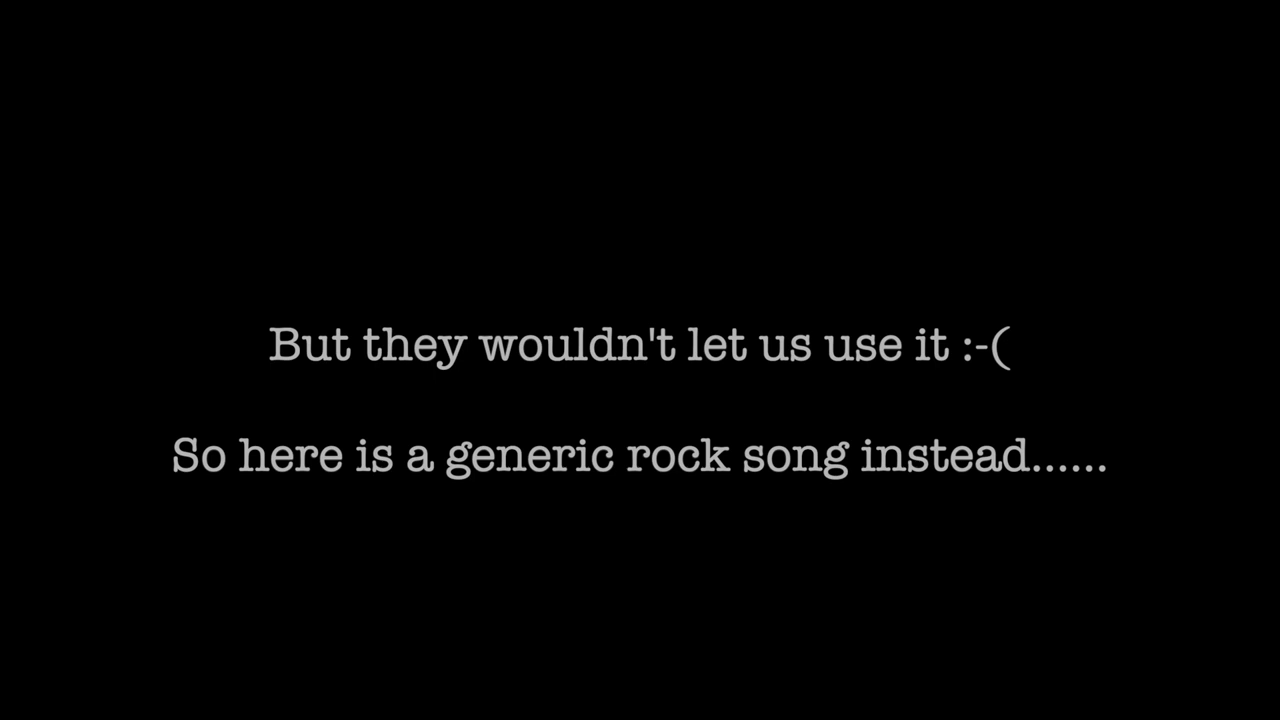 But they wouldn't let us use it :-(
So here is a generic rock song instead......